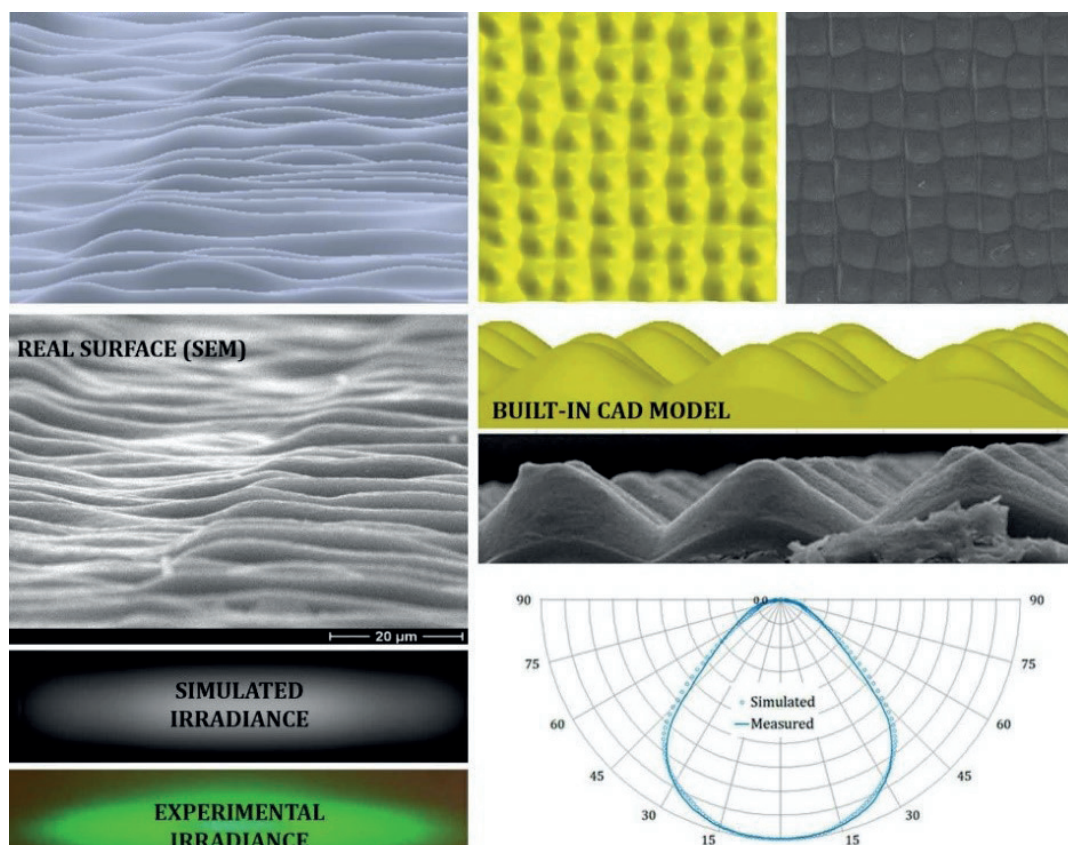 REAL SURFACE (SEM)
20 µm
SIMULATED
IRRADIANCE
EXPERIMENTAL
IRRADIANCE
BUILT-IN CAD MODEL
90
0.0
90
75
75
Simulated
Measured
60
60
45
45
30
30
15
15